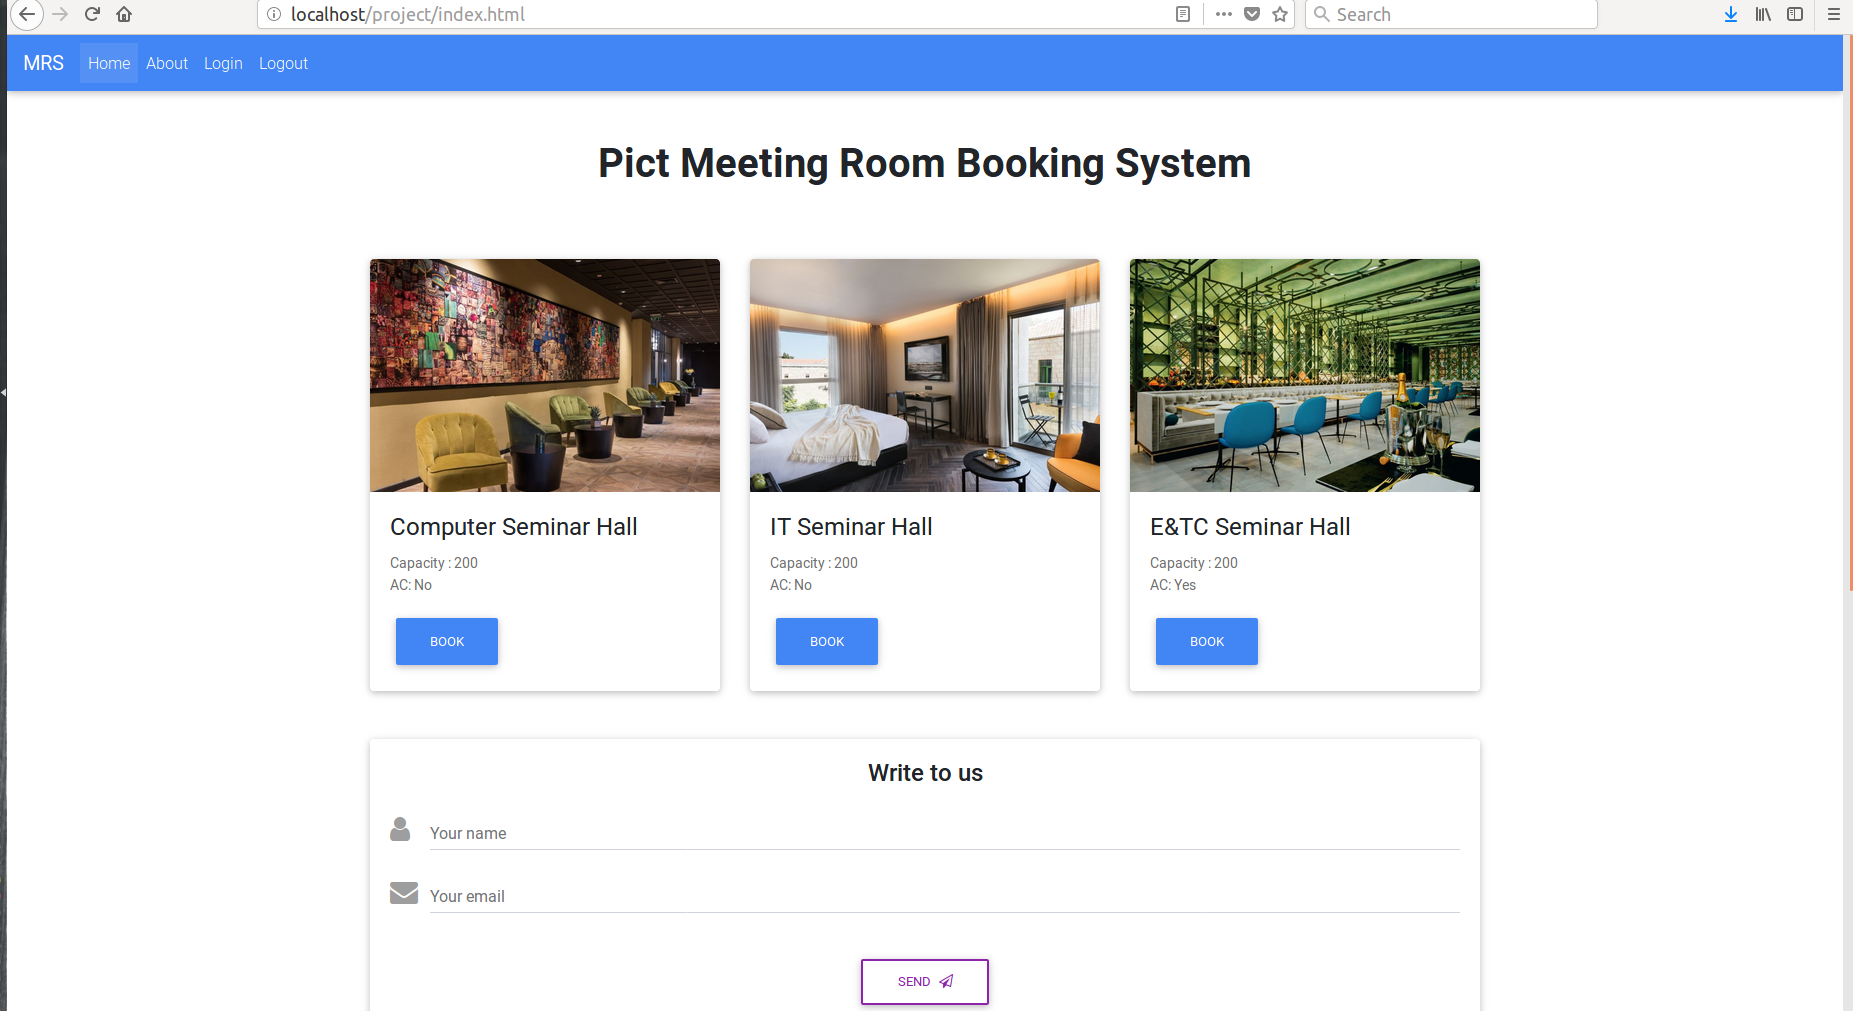 localhost/project/index.html
Search
MRS Home About Login Logout
Pict Meeting Room Booking System
Computer Seminar Hall
Capacity : 200
AC: No
BOOK
IT Seminar Hall
Capacity : 200
AC: No
BOOK
E&TC Seminar Hall
Capacity : 200
AC: Yes
BOOK
Write to us
Your name
Your email
SEND